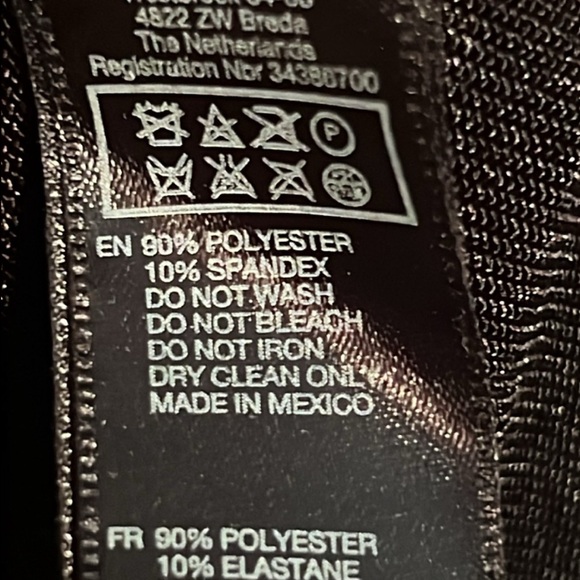 4822 ZW Breda
The Netherlands
Registration Nbr 34380700
P
EN 90% POLYESTER
10% SPANDEX
DO NOT WASH
DO NOT BLEACH
DO NOT IRON
DRY CLEAN ONLY
MADE IN MEXICO
FR 90% POLYESTER
10% ELASTANE